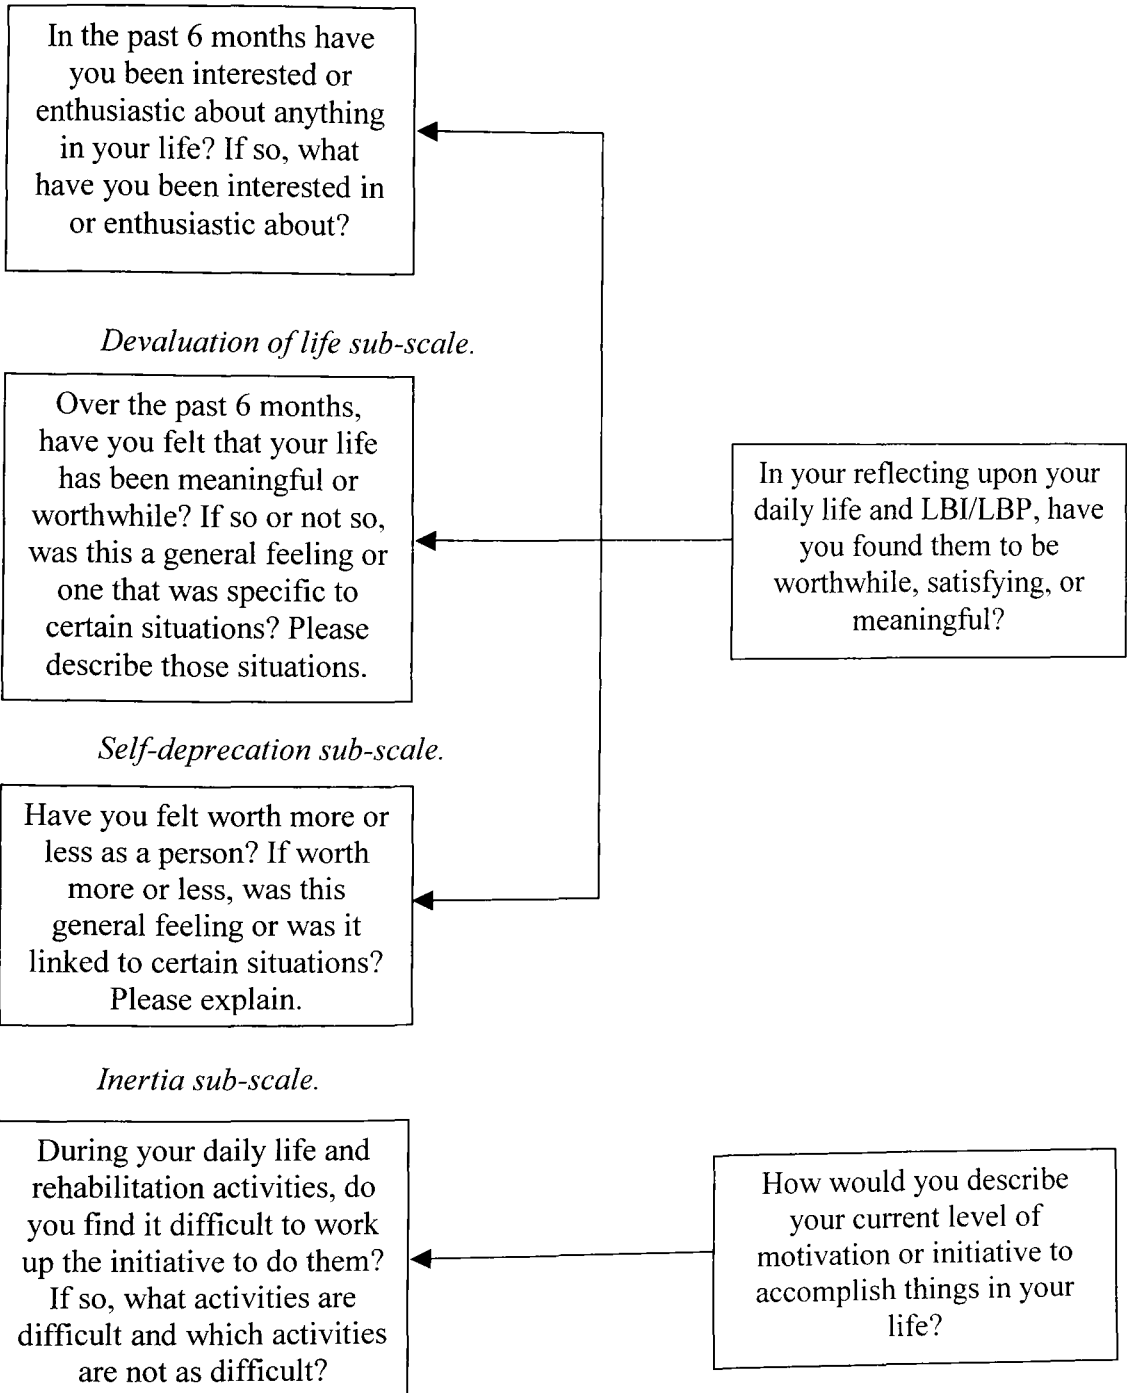 In the past 6 months have
you been interested or
enthusiastic about anything
in your life? If so, what
have you been interested in
or enthusiastic about?
Devaluation of life sub-scale.
Over the past 6 months,
have you felt that your life
has been meaningful or
worthwhile? If so or not so,
was this a general feeling or
one that was specific to
certain situations? Please
describe those situations.
In your reflecting upon your
daily life and LBI/LBP, have
you found them to be
worthwhile, satisfying, or
meaningful?
Self-deprecation sub-scale.
Have you felt worth more or
less as a person? If worth
more or less, was this
general feeling or was it
linked to certain situations?
Please explain.
Inertia sub-scale.
During your daily life and
rehabilitation activities, do
you find it difficult to work
up the initiative to do them?
If so, what activities are
difficult and which activities
are not as difficult?
How would you describe
your current level of
motivation or initiative to
accomplish things in your
life?